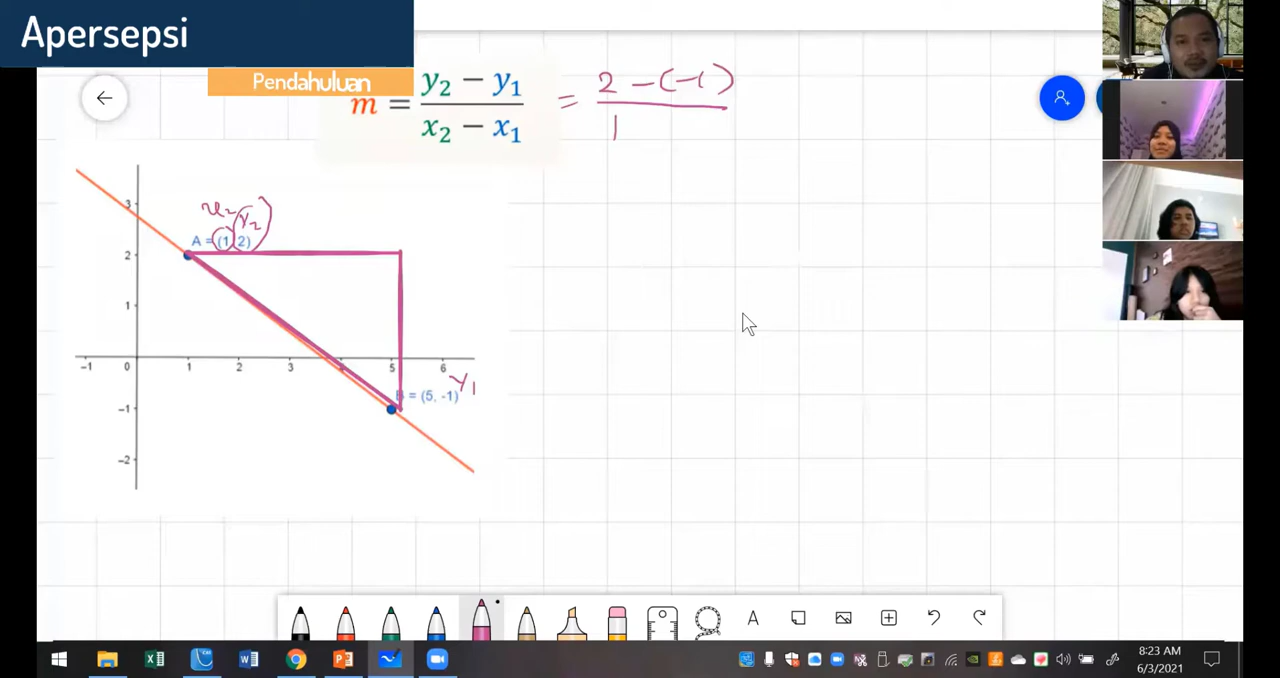 Apersepsi
Pendahuluan
m = y₂ − y₁ / x₂ − x₁ = 2 − (−1) / 1
x₂ y₂
A = (1, 2)
3
2
1
−1 0 1 2 3 4 5 6
y₁
B = (5, -1)
−1
−2
A
8:23 AM
6/3/2021